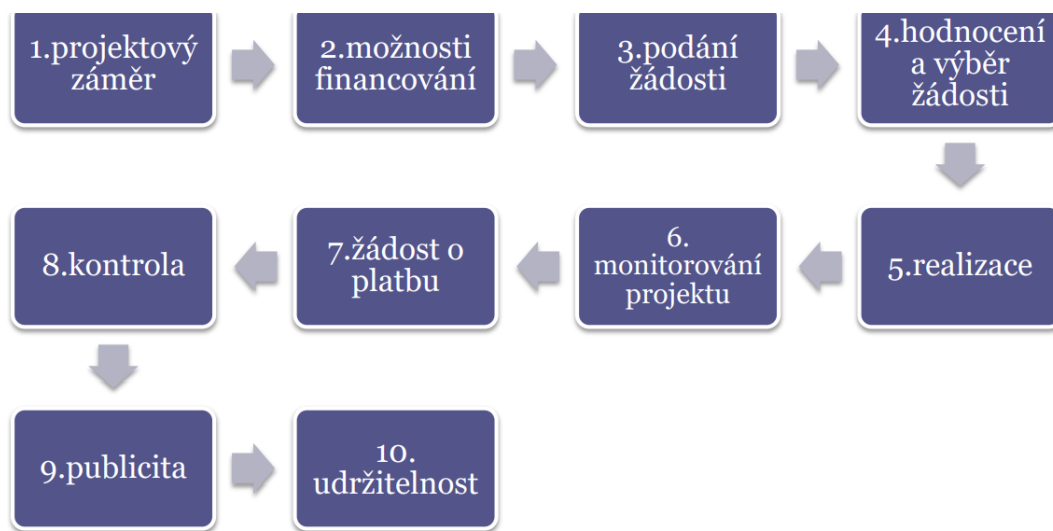 1.projektový
záměr
2.možnosti
financování
3.podání
žádosti
4.hodnocení
a výběr
žádosti
5.realizace
6.
monitorování
projektu
7.žádost o
platbu
8.kontrola
9.publicita
10.
udržitelnost